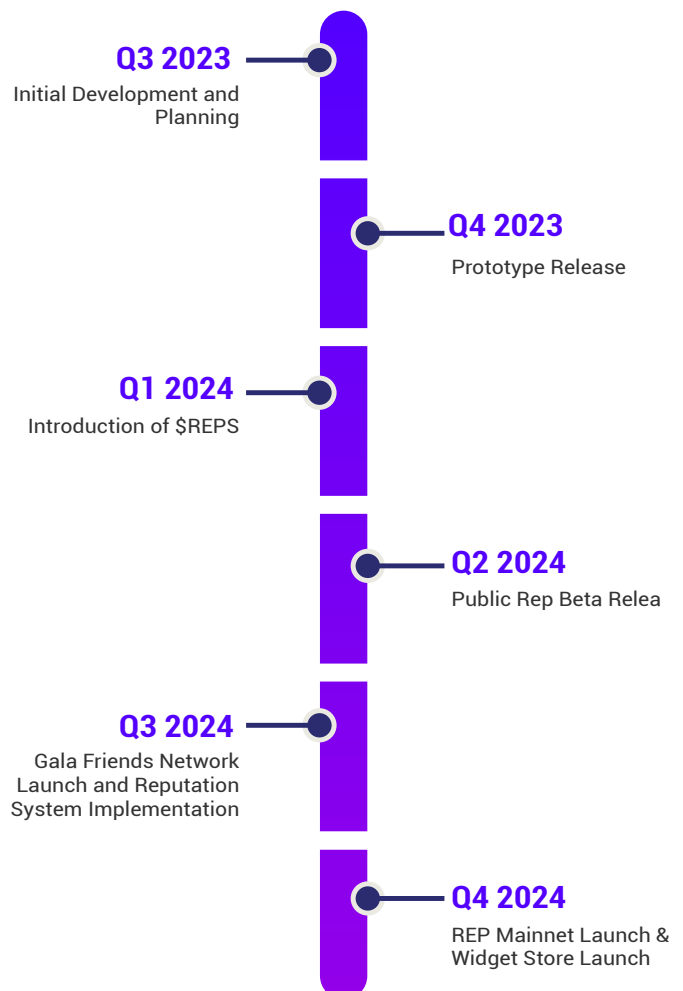 Q3 2023
Initial Development and
Planning
Q4 2023
Prototype Release
Q1 2024
Introduction of $REPS
Q2 2024
Public Rep Beta Relea
Q3 2024
Gala Friends Network
Launch and Reputation
System Implementation
Q4 2024
REP Mainnet Launch &
Widget Store Launch